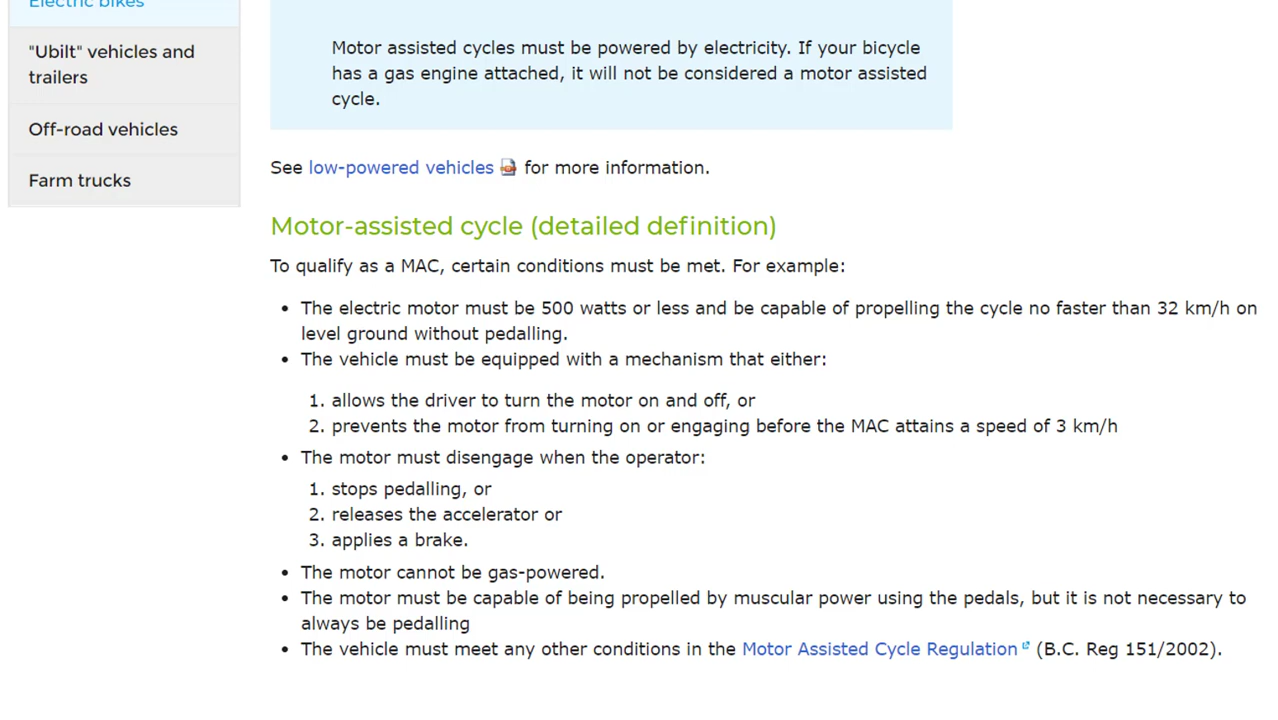 Electric bikes
"Ubilt" vehicles and
trailers
Off-road vehicles
Farm trucks
Motor assisted cycles must be powered by electricity. If your bicycle
has a gas engine attached, it will not be considered a motor assisted
cycle.
See low-powered vehicles for more information.
Motor-assisted cycle (detailed definition)
To qualify as a MAC, certain conditions must be met. For example:
• The electric motor must be 500 watts or less and be capable of propelling the cycle no faster than 32 km/h on
level ground without pedalling.
• The vehicle must be equipped with a mechanism that either:
1. allows the driver to turn the motor on and off, or
2. prevents the motor from turning on or engaging before the MAC attains a speed of 3 km/h
• The motor must disengage when the operator:
1. stops pedalling, or
2. releases the accelerator or
3. applies a brake.
• The motor cannot be gas-powered.
• The motor must be capable of being propelled by muscular power using the pedals, but it is not necessary to
always be pedalling
• The vehicle must meet any other conditions in the Motor Assisted Cycle Regulation (B.C. Reg 151/2002).